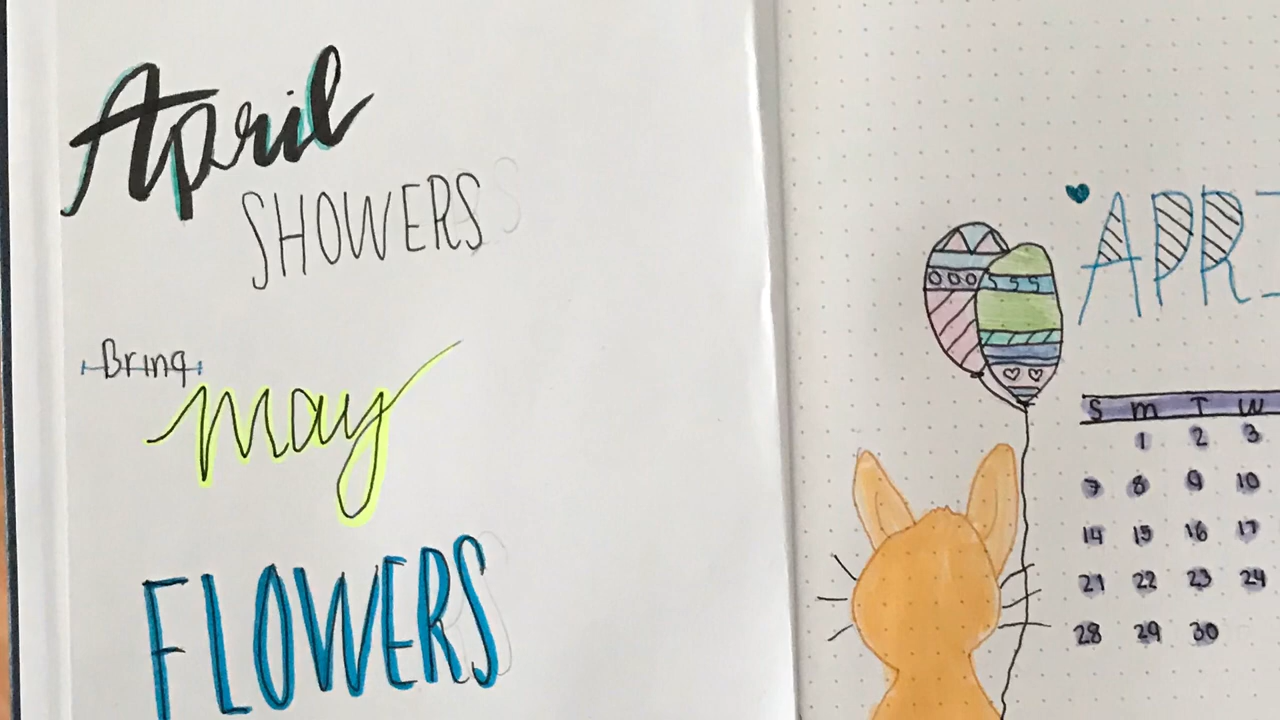 April
SHOWERS
Bring
May
FLOWERS
APRI
S M T W
1 2 3
7 8 9 10
14 15 16 17
21 22 23 24
28 29 30